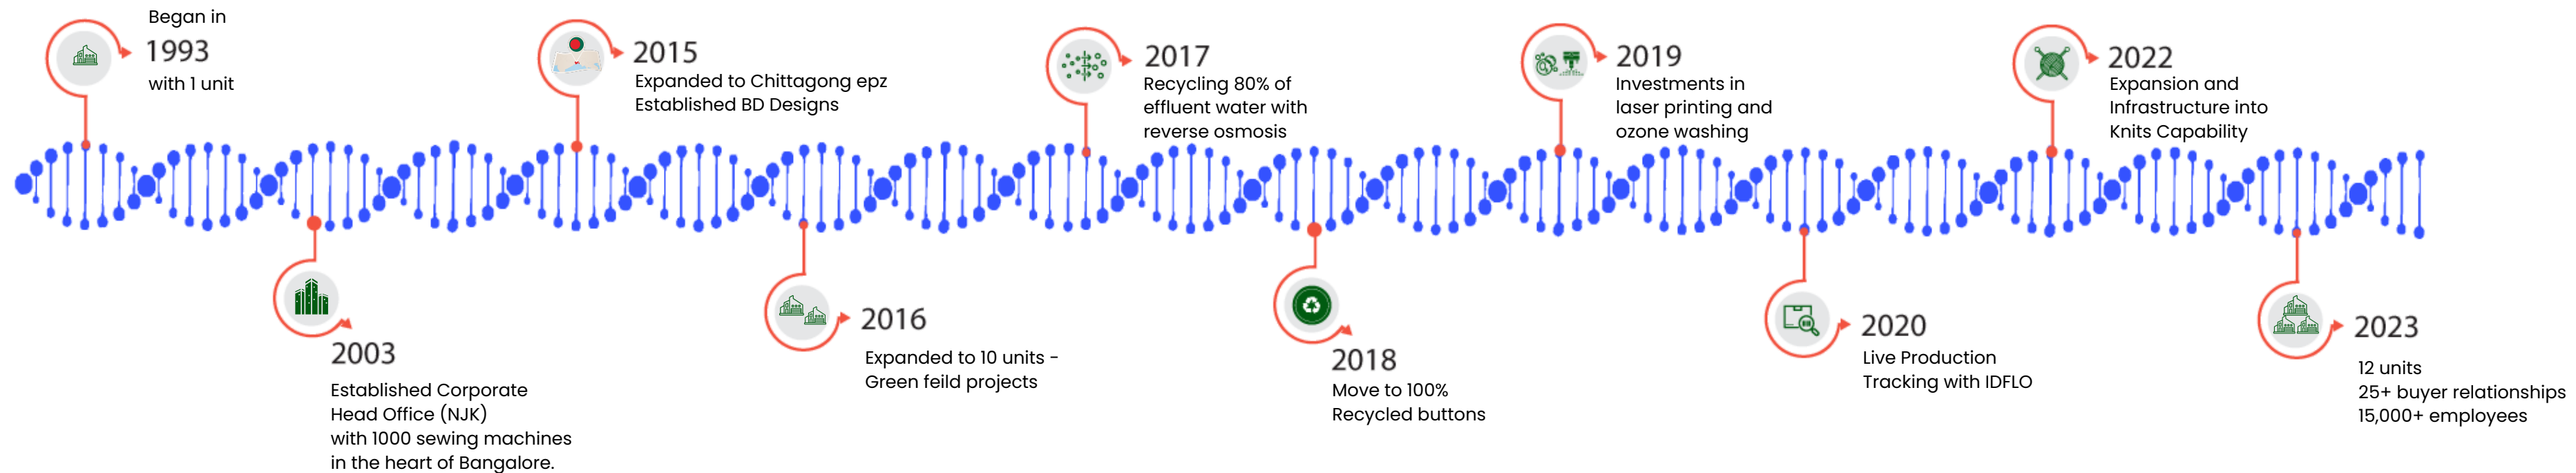 Began in
1993
with 1 unit
2003
Established Corporate
Head Office (NJK)
with 1000 sewing machines
in the heart of Bangalore.
2015
Expanded to Chittagong epz
Established BD Designs
2016
Expanded to 10 units -
Green feild projects
2017
Recycling 80% of
effluent water with
reverse osmosis
2018
Move to 100%
Recycled buttons
2019
Investments in
laser printing and
ozone washing
2020
Live Production
Tracking with IDFLO
2022
Expansion and
Infrastructure into
Knits Capability
2023
12 units
25+ buyer relationships
15,000+ employees